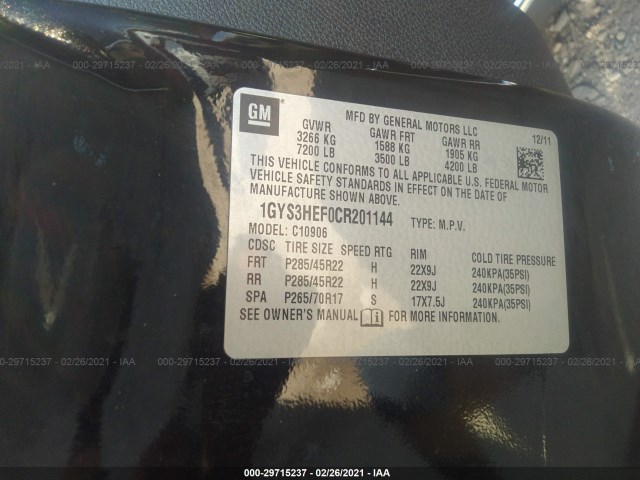 000-29715237 - 02/26/2021 - IAA
GM
MFD BY GENERAL MOTORS LLC
GVWR GAWR FRT GAWR RR 12/11
3266 KG 1588 KG 1905 KG
7200 LB 3500 LB 4200 LB
THIS VEHICLE CONFORMS TO ALL APPLICABLE U.S. FEDERAL MOTOR
VEHICLE SAFETY STANDARDS IN EFFECT ON THE DATE OF
MANUFACTURE SHOWN ABOVE.
1GYS3HEF0CR201144 TYPE: M.P.V.
MODEL: C10906
CDSC TIRE SIZE SPEED RTG RIM COLD TIRE PRESSURE
FRT P285/45R22 H 22X9J 240KPA(35PSI)
RR P285/45R22 H 22X9J 240KPA(35PSI)
SPA P265/70R17 S 17X7.5J 240KPA(35PSI)
SEE OWNER'S MANUAL FOR MORE INFORMATION.
000-29715237 - 02/26/2021 - IAA
000-29715237 - 02/26/2021 - IAA